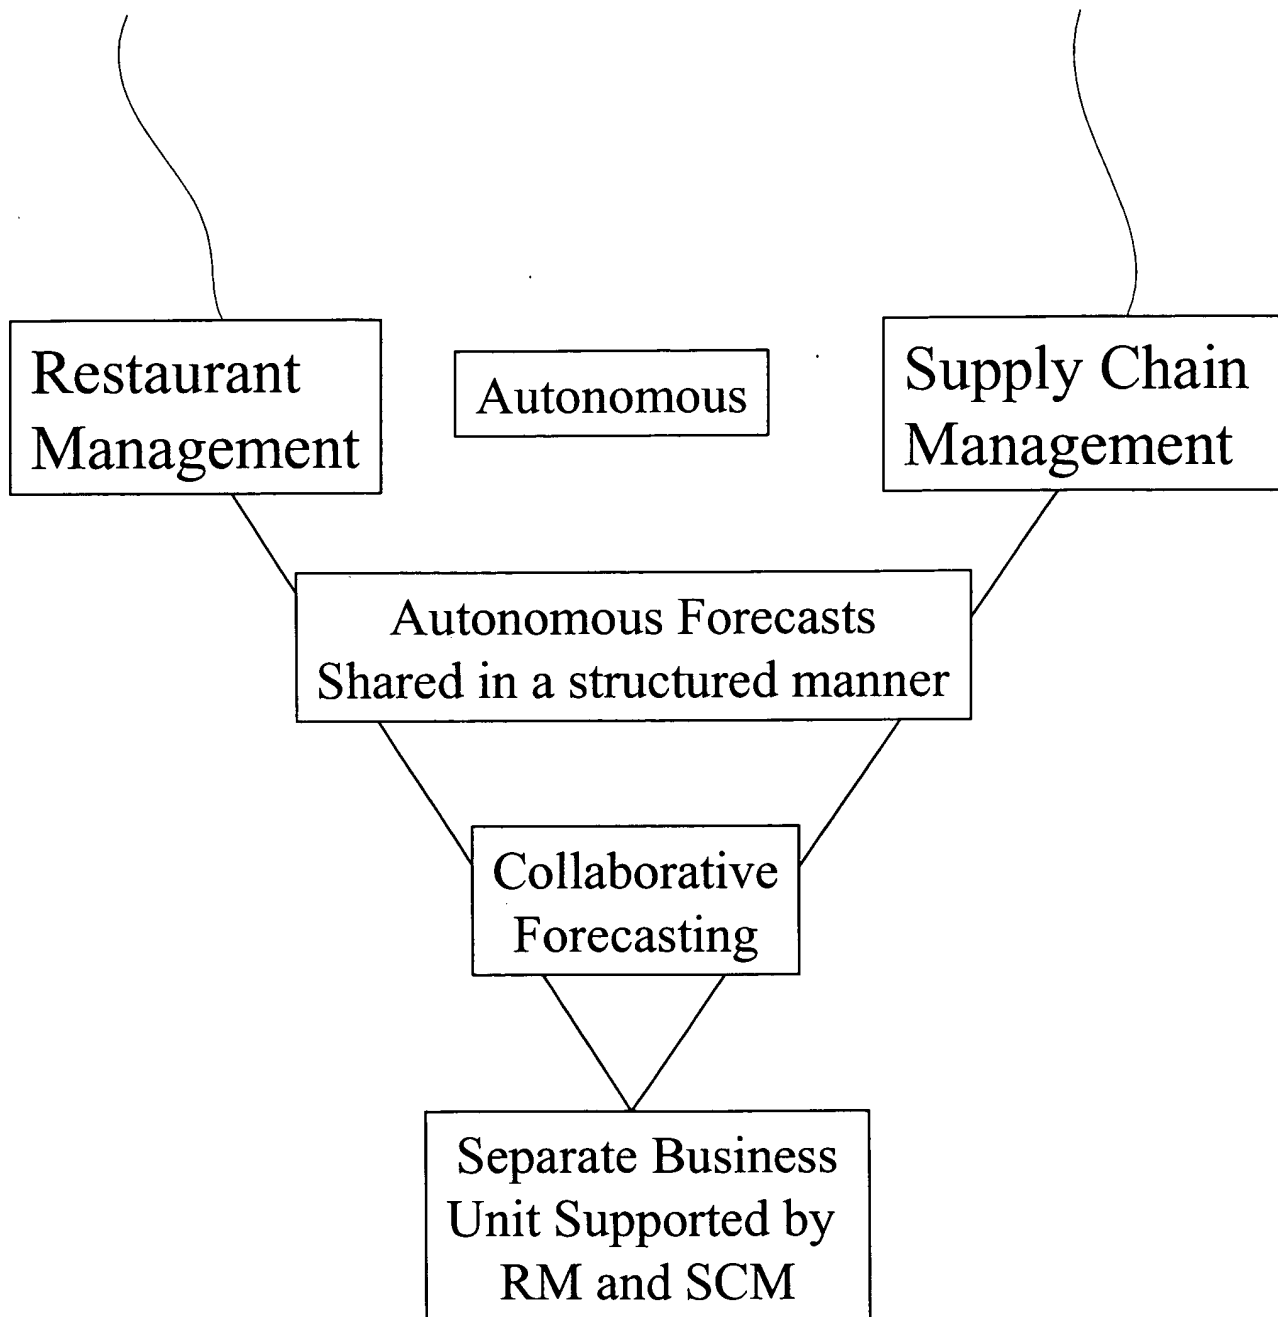 Restaurant
Management
Autonomous
Supply Chain
Management
Autonomous Forecasts
Shared in a structured manner
Collaborative
Forecasting
Separate Business
Unit Supported by
RM and SCM